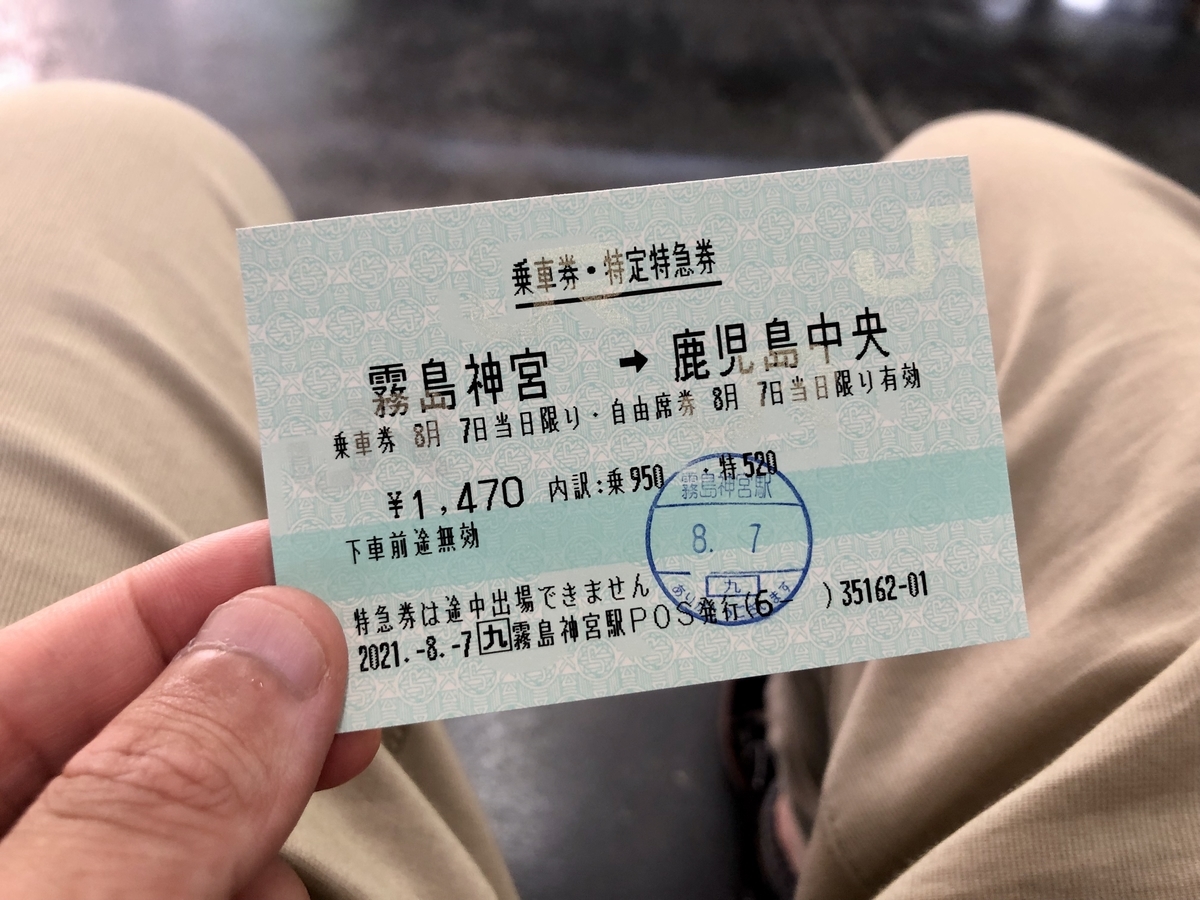 乗車券・特定特急券
霧島神宮 → 鹿児島中央
乗車券 8月 7日当日限り・自由席券 8月 7日当日限り有効
¥1,470 内訳:乗950 ・特520
下車前途無効
霧島神宮駅
8. 7
九
特急券は途中出場できません
2021.-8.-7 九 霧島神宮駅POS発行(6- ) 35162-01